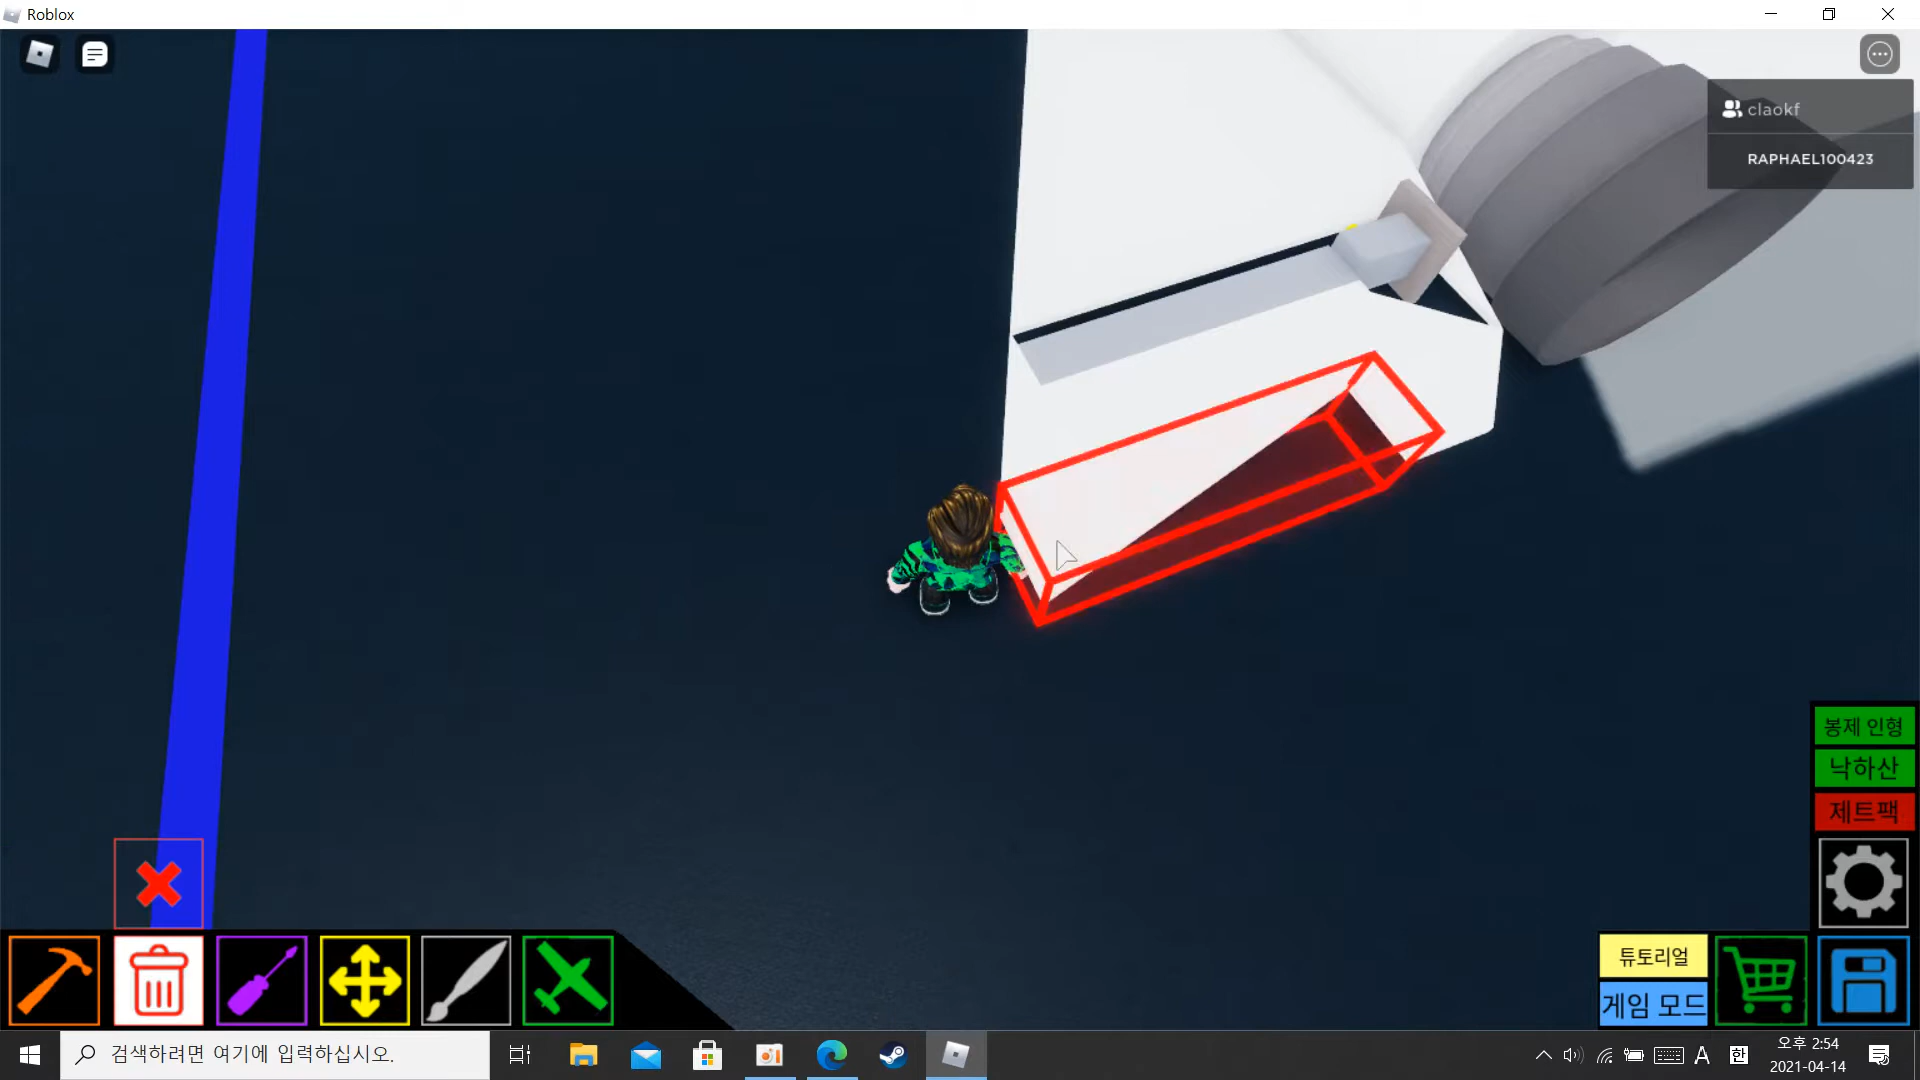 Roblox
claokf
RAPHAEL100423
봉제 인형
낙하산
제트팩
튜토리얼
게임 모드
검색하려면 여기에 입력하십시오.
A
한
오후 2:54
2021-04-14